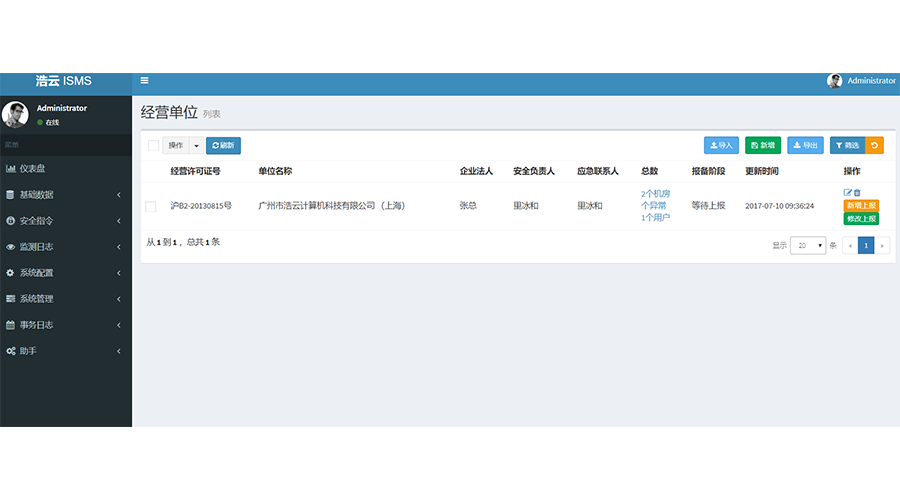 浩云 ISMS
Administrator
Administrator
在线
菜单
仪表盘
基础数据
安全指令
监测日志
系统配置
系统管理
事务日志
助手
经营单位 列表
操作 刷新 导入 新增 导出 筛选
经营许可证号 单位名称 企业法人 安全负责人 应急联系人 总数 报备阶段 更新时间 操作
沪B2-20130815号 广州市浩云计算机科技有限公司（上海） 张总 里冰和 里冰和 2个机房 等待上报 2017-07-10 09:36:24
个异常 新增上报
1个用户 修改上报
从 1 到 1 ，总共 1 条
显示 20 条 1